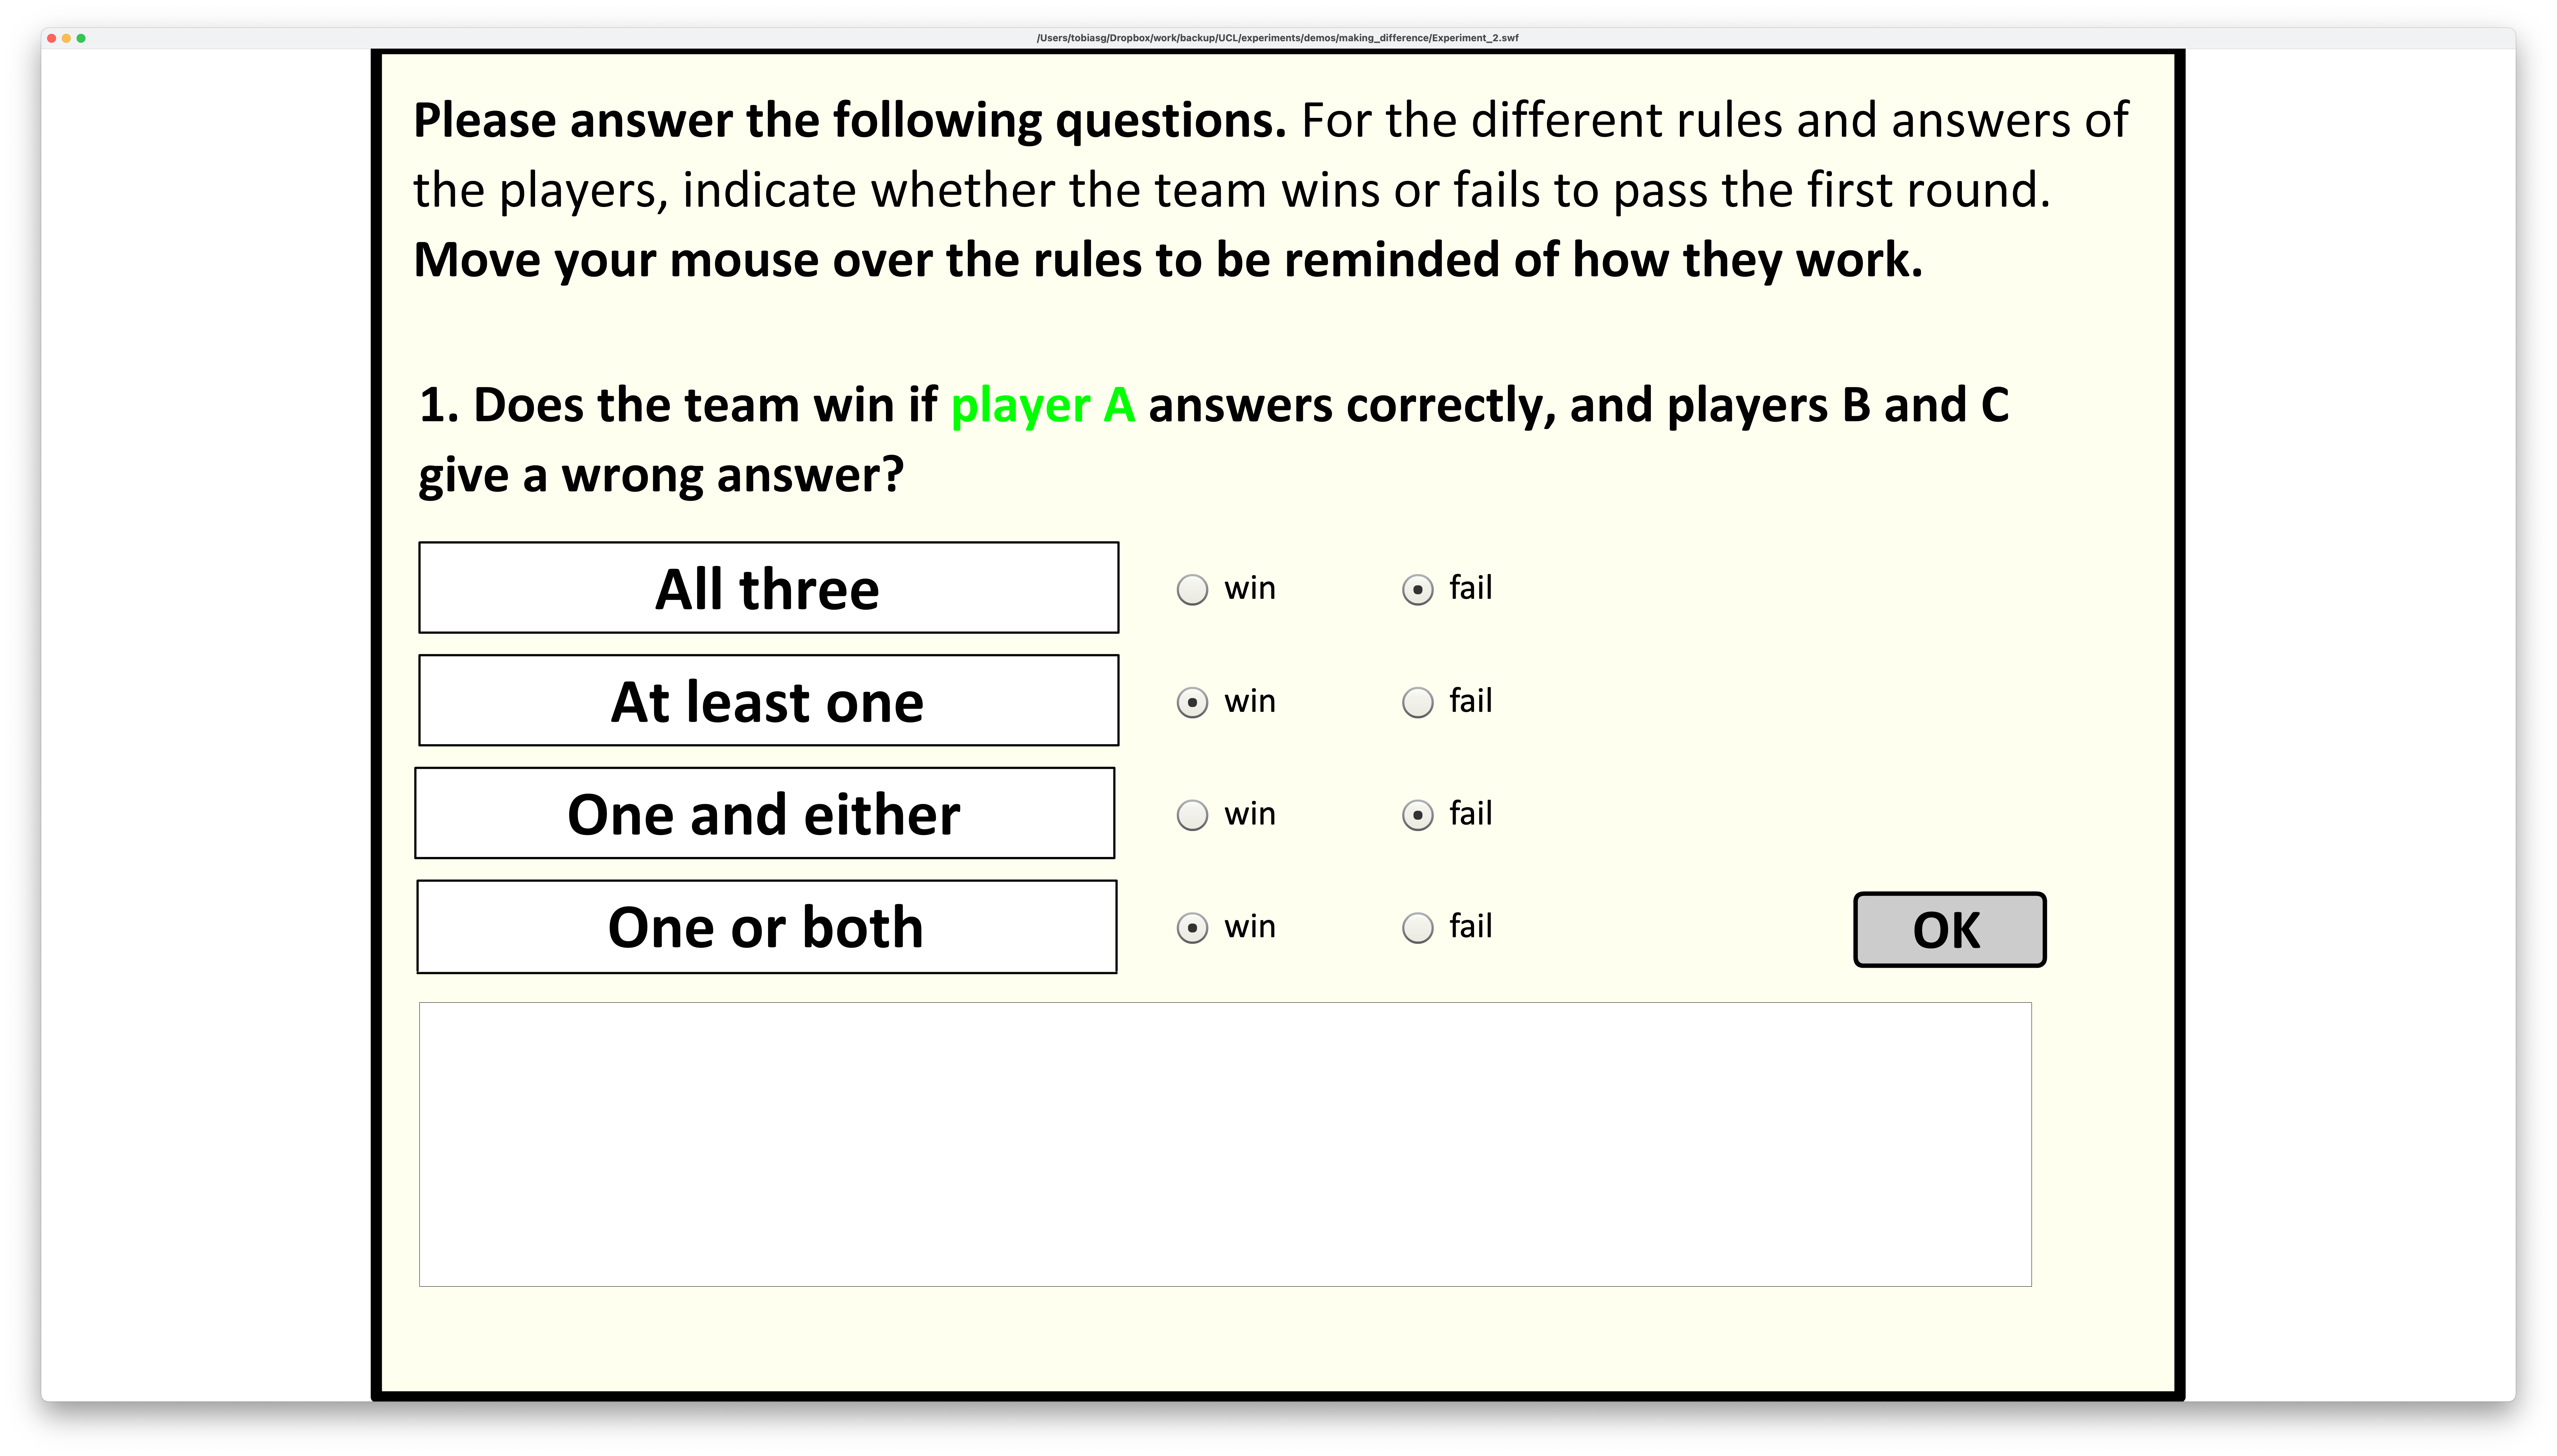 /Users/tobiasg/Dropbox/work/backup/UCL/experiments/demos/making_difference/Experiment_2.swf
Please answer the following questions. For the different rules and answers of
the players, indicate whether the team wins or fails to pass the first round.
Move your mouse over the rules to be reminded of how they work.
1. Does the team win if player A answers correctly, and players B and C
give a wrong answer?
All three win fail
At least one win fail
One and either win fail
One or both win fail OK